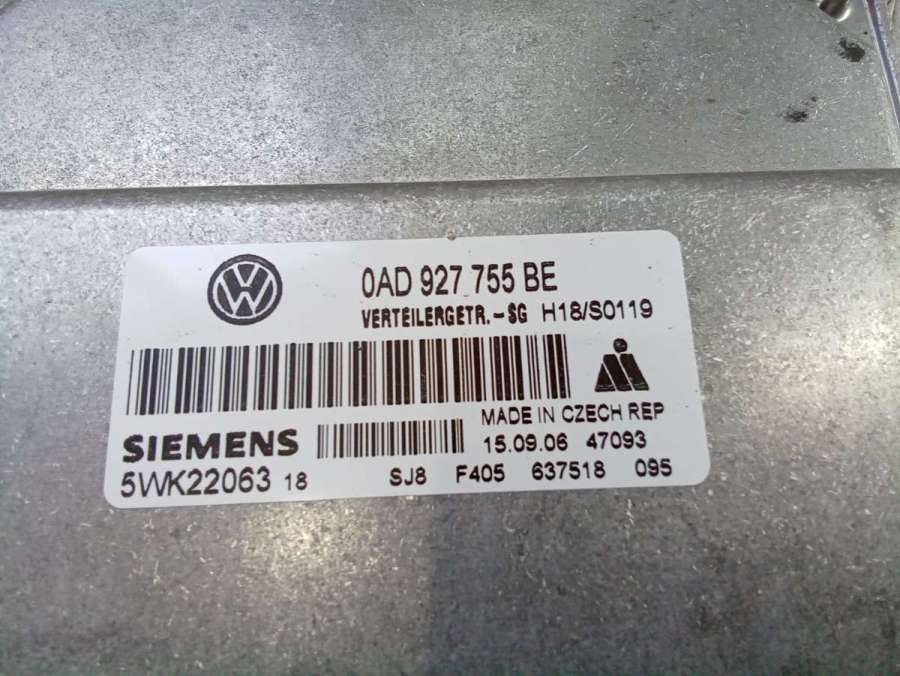 0AD 927 755 BE
VERTEILERGETR.-SG H18/S0119
MADE IN CZECH REP
SIEMENS 15.09.06 47093
5WK22063 18 SJ8 F405 637518 095